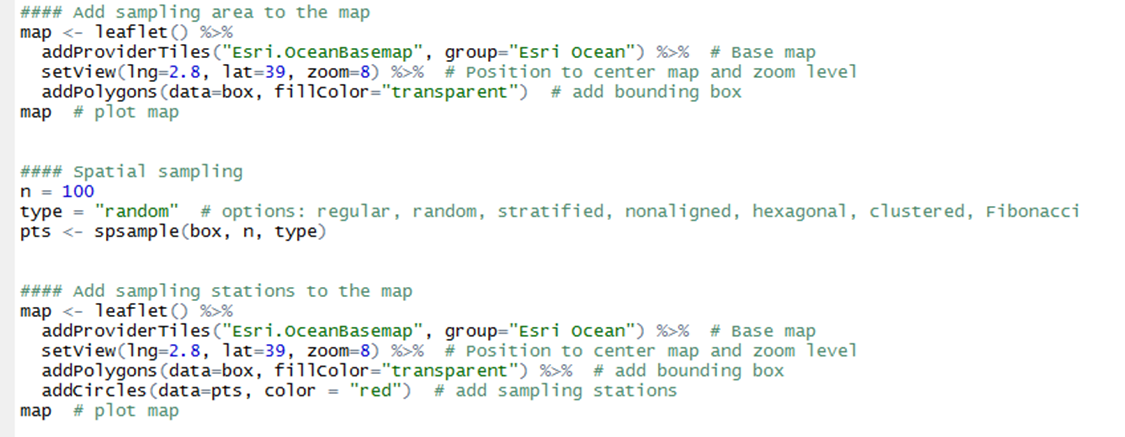 #### Add sampling area to the map
map <- leaflet() %>%
  addProviderTiles("Esri.OceanBasemap", group="Esri Ocean") %>%  # Base map
  setView(lng=2.8, lat=39, zoom=8) %>%  # Position to center map and zoom level
  addPolygons(data=box, fillColor="transparent")  # add bounding box
map  # plot map
#### Spatial sampling
n = 100
type = "random"  # options: regular, random, stratified, nonaligned, hexagonal, clustered, Fibonacci
pts <- spsample(box, n, type)
#### Add sampling stations to the map
map <- leaflet() %>%
  addProviderTiles("Esri.OceanBasemap", group="Esri Ocean") %>%  # Base map
  setView(lng=2.8, lat=39, zoom=8) %>%  # Position to center map and zoom level
  addPolygons(data=box, fillColor="transparent") %>%  # add bounding box
  addCircles(data=pts, color = "red")  # add sampling stations
map  # plot map